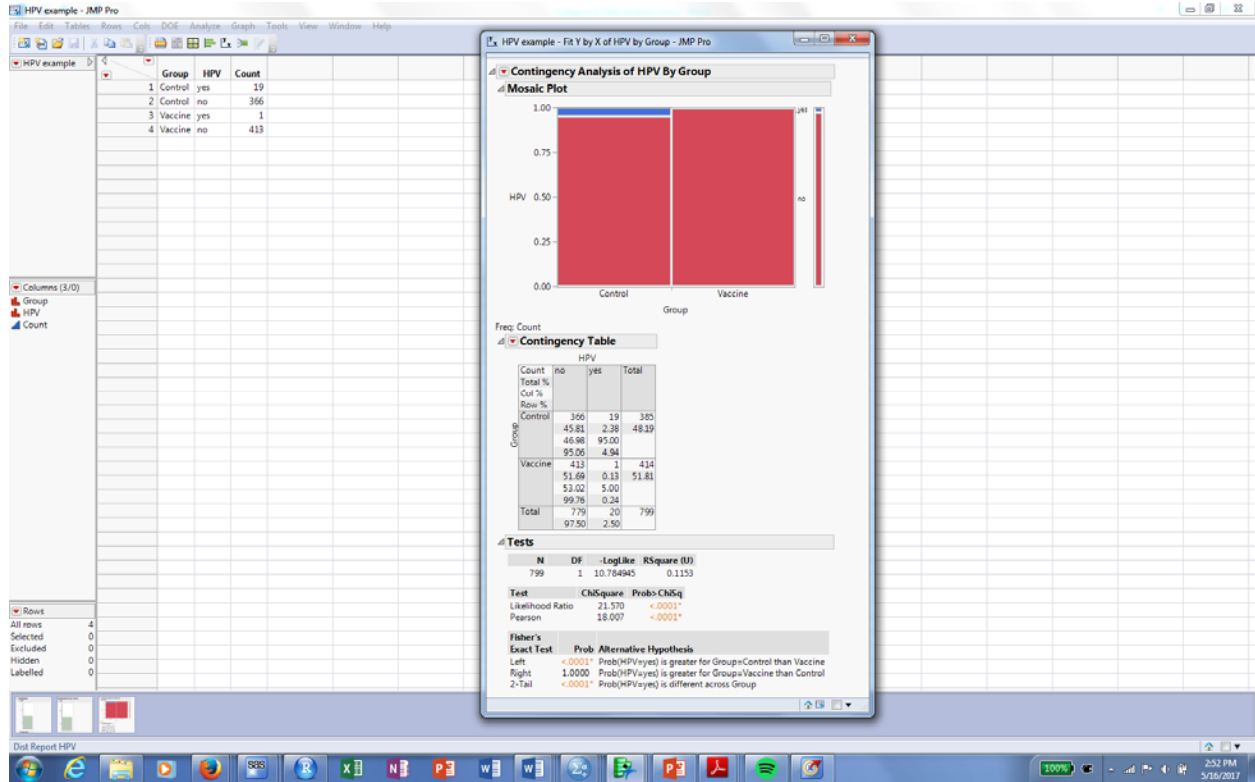 HPV example - JMP Pro
File Edit Tables Rows Cols DOE Analyze Graph Tools View Window Help
HPV example
Group HPV Count
1 Control yes 19
2 Control no 366
3 Vaccine yes 1
4 Vaccine no 413
Columns (3/0)
Group
HPV
Count
Rows
All rows 4
Selected 0
Excluded 0
Hidden 0
Labelled 0
HPV example - Fit Y by X of HPV by Group - JMP Pro
Contingency Analysis of HPV By Group
Mosaic Plot
1.00
yes
0.75
HPV 0.50
no
0.25
0.00
Control Vaccine
Group
Freq: Count
Contingency Table
HPV
Count no yes Total
Total %
Col %
Row %
Group
Control 366 19 385
45.81 2.38 48.19
46.98 95.00
95.06 4.94
Vaccine 413 1 414
51.69 0.13 51.81
53.02 5.00
99.76 0.24
Total 779 20 799
97.50 2.50
Tests
N DF -LogLike RSquare (U)
799 1 10.784945 0.1153
Test ChiSquare Prob>ChiSq
Likelihood Ratio 21.570 <.0001*
Pearson 18.007 <.0001*
Fisher's
Exact Test Prob Alternative Hypothesis
Left <.0001* Prob(HPV=yes) is greater for Group=Control than Vaccine
Right 1.0000 Prob(HPV=yes) is greater for Group=Vaccine than Control
2-Tail <.0001* Prob(HPV=yes) is different across Group
Dist Report HPV
100%
2:52 PM